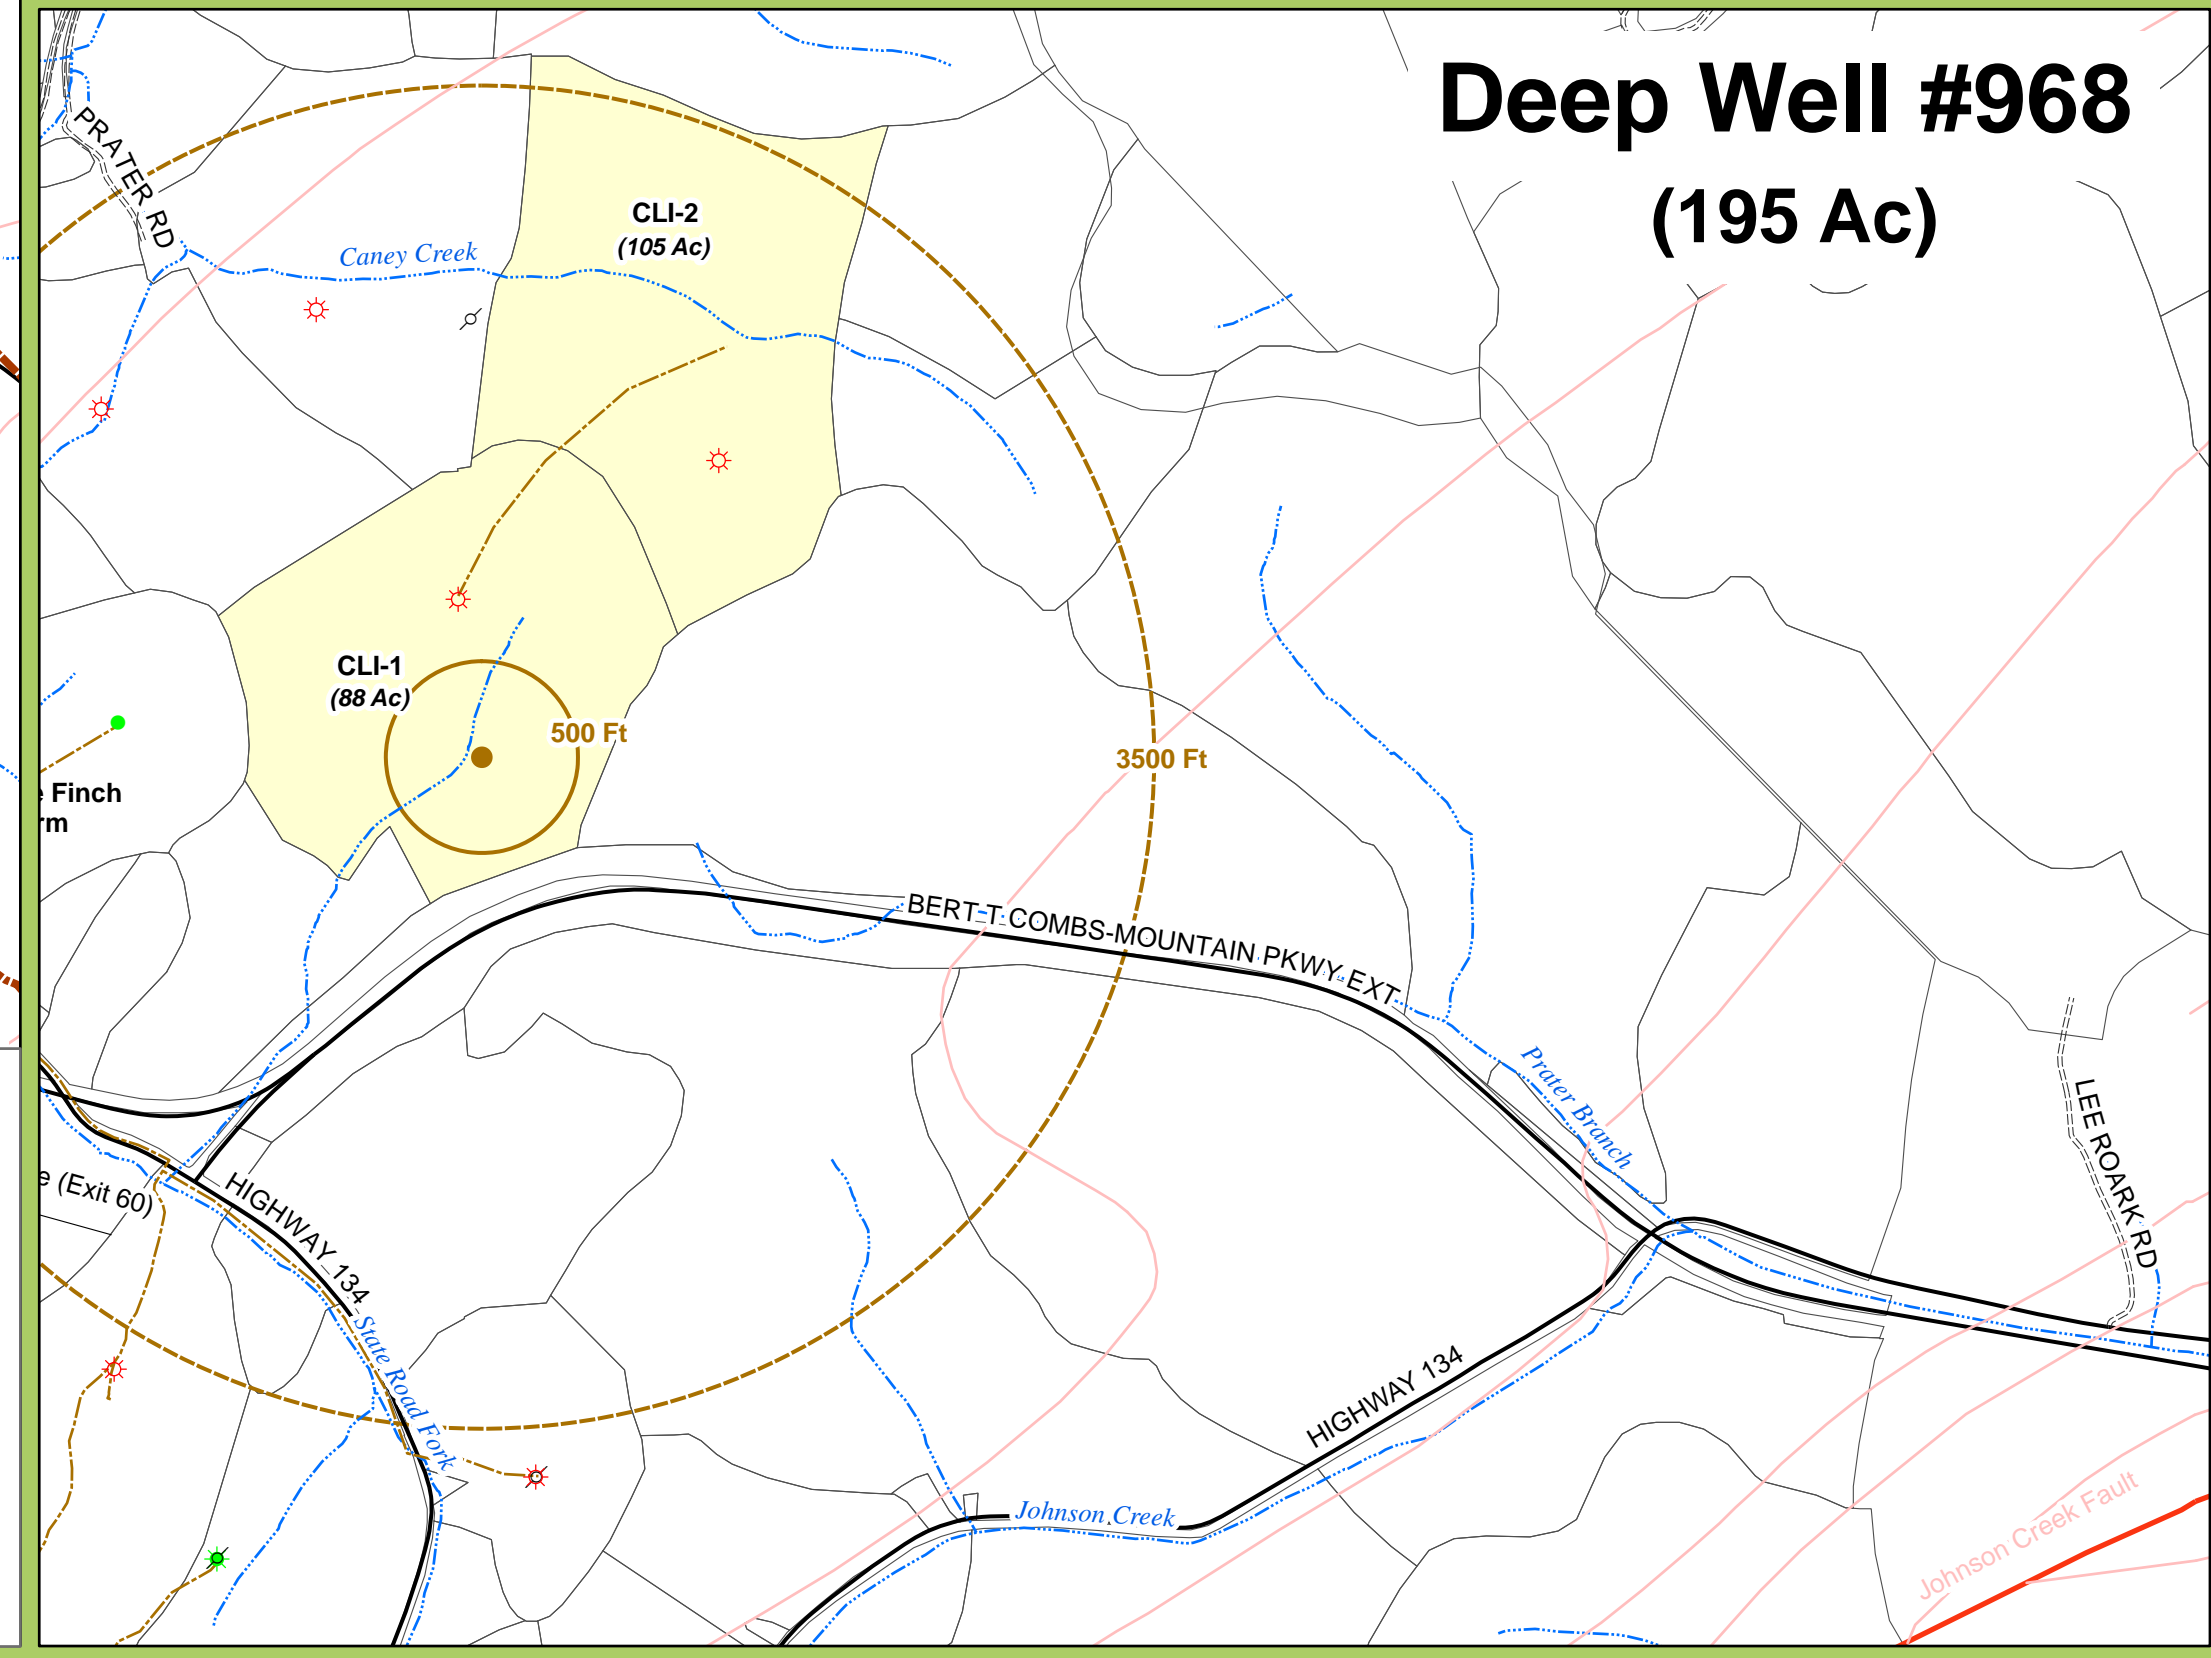 Deep Well #968
(195 Ac)
PRATER RD
Caney Creek
CLI-2
(105 Ac)
CLI-1
(88 Ac)
500 Ft
3500 Ft
e Finch
rm
BERT T COMBS-MOUNTAIN PKWY EXT
Prater Branch
LEE ROARK RD
e (Exit 60)
HIGHWAY 134
State Road Fork
HIGHWAY 134
Johnson Creek
Johnson Creek Fault